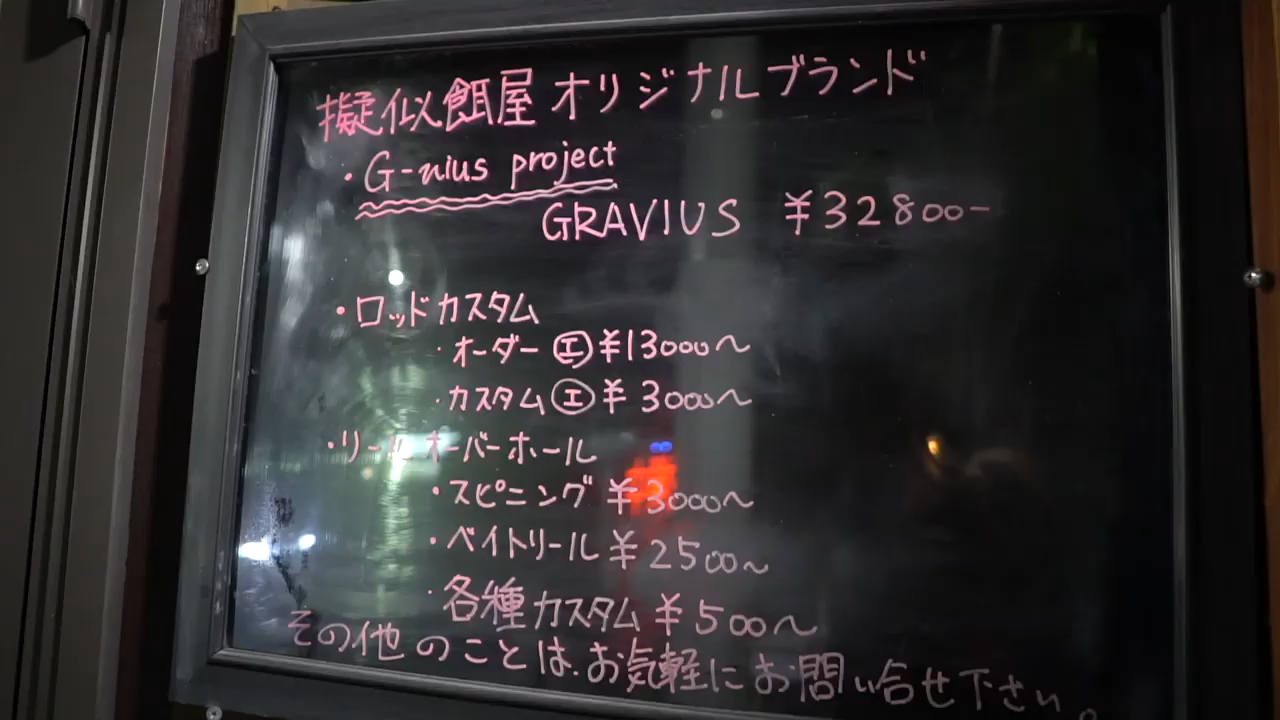 擬似餌屋オリジナルブランド
・G-nius project
GRAVIUS ¥32800-
・ロッドカスタム
・オーダー㋓¥13000〜
・カスタム㋓¥3000〜
・リールオーバーホール
・スピニング¥3000〜
・ベイトリール¥2500〜
・各種カスタム¥500〜
その他のことは、お気軽にお問い合せ下さい。